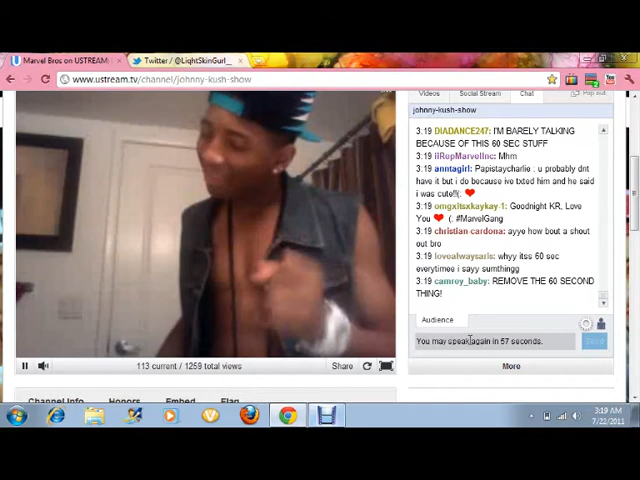 Marvel Bros on USTREAM:
Twitter / @LightSkinGurl_
www.ustream.tv/channel/johnny-kush-show
Videos Social Stream Chat Pop out
johnny-kush-show
3:19 DIADANCE247: I'M BARELY TALKING
BECAUSE OF THIS 60 SEC STUFF
3:19 iiRepMarvelInc: Mhm
3:19 anntagirl: Papistaycharlie : u probably dnt
have it but i do because ive txted him and he said
i was cute!!(: ❤
3:19 omgxitsxkaykay-1: Goodnight KR, Love
You ❤ (: #MarvelGang
3:19 christian cardona: ayye how bout a shout
out bro
3:19 lovealwaysaris: whyy itss 60 sec
everytimee i sayy sumthingg
3:19 camroy_baby: REMOVE THE 60 SECOND
THING!
Audience
You may speak again in 57 seconds.
Send
113 current / 1259 total views Share
More
Channel Info Honors Embed Flag
3:19 AM
7/22/2011